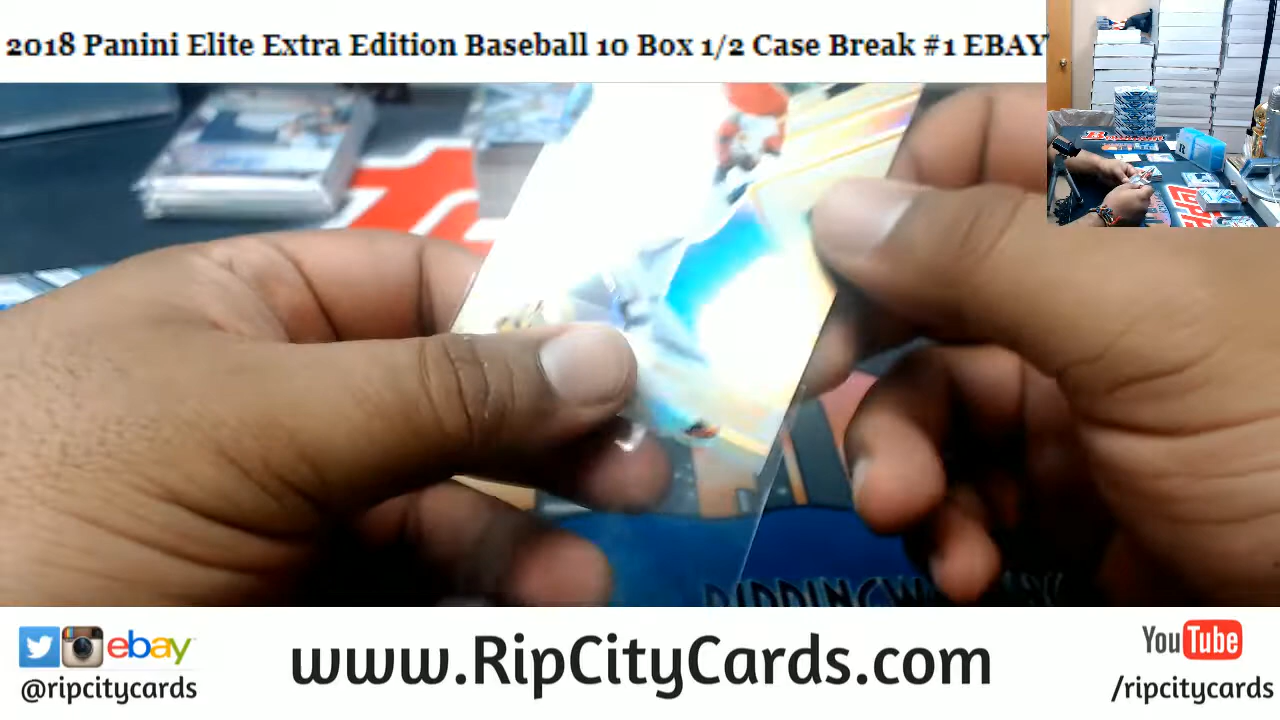 2018 Panini Elite Extra Edition Baseball 10 Box 1/2 Case Break #1 EBAY
ebay
@ripcitycards
www.RipCityCards.com
YouTube
/ripcitycards